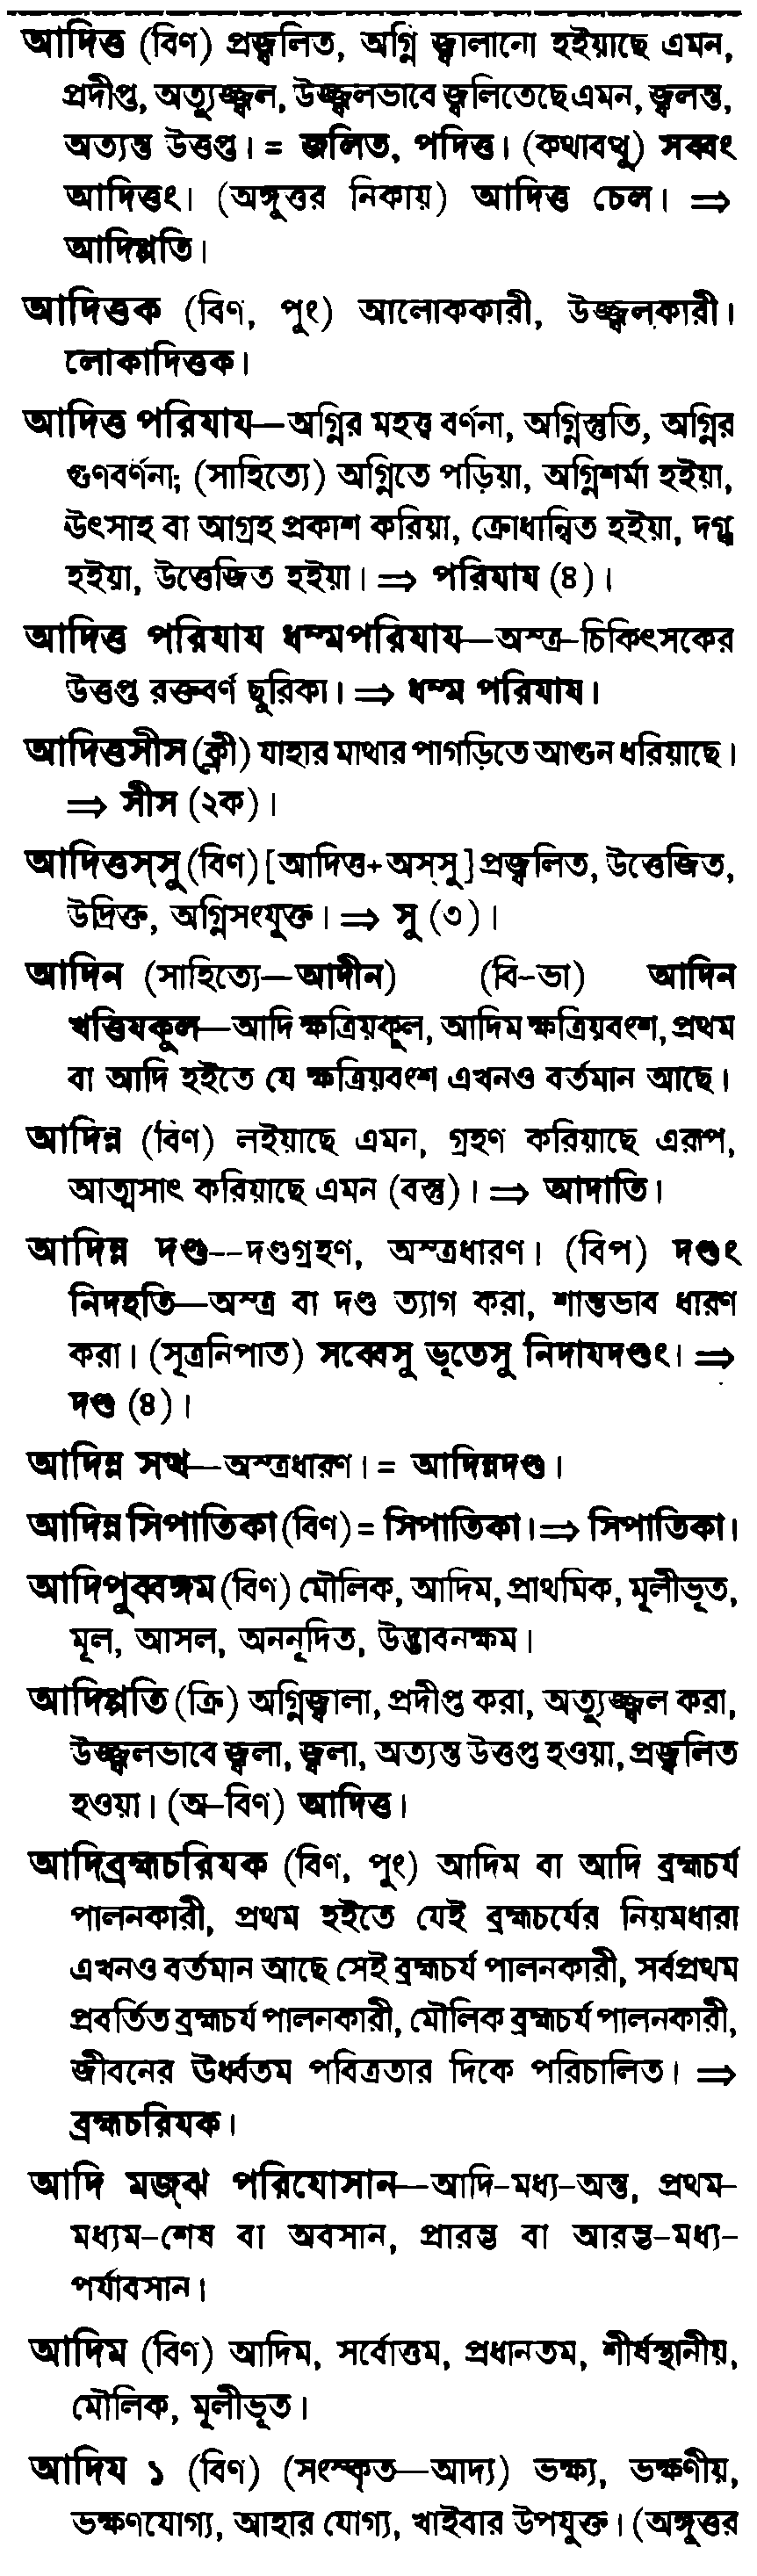 আদিত্ত (বিণ) প্রজ্বলিত, অগ্নি জ্বালানো হইয়াছে এমন,
প্রদীপ্ত, অত্যুজ্জ্বল, উজ্জ্বলভাবে জ্বলিতেছে এমন, জ্বলন্ত,
অত্যন্ত উত্তপ্ত। = জলিত, পদিত্ত। (কথাবত্থু) সব্বং
আদিত্তং। (অঙ্গুত্তর নিকায়) আদিত্ত চেল। ⇒
আদিপ্পতি।
আদিত্তক (বিণ, পুং) আলোককারী, উজ্জ্বলকারী।
লোকাদিত্তক।
আদিত্ত পরিযায—অগ্নির মহত্ত্ব বর্ণনা, অগ্নিস্তুতি, অগ্নির
গুণবর্ণনা; (সাহিত্যে) অগ্নিতে পড়িয়া, অগ্নিশর্মা হইয়া,
উৎসাহ বা আগ্রহ প্রকাশ করিয়া, ক্রোধান্বিত হইয়া, দগ্ধ
হইয়া, উত্তেজিত হইয়া। ⇒ পরিযায (৪)।
আদিত্ত পরিযায ধম্মপরিযায—অস্ত্র-চিকিৎসকের
উত্তপ্ত রক্তবর্ণ ছুরিকা। ⇒ ধম্ম পরিযায।
আদিত্তসীস (ক্লী) যাহার মাথার পাগড়িতে আগুন ধরিয়াছে।
⇒ সীস (২ক)।
আদিত্তস্সু (বিণ) [আদিত্ত+অস্সু] প্রজ্বলিত, উত্তেজিত,
উদ্রিক্ত, অগ্নিসংযুক্ত। ⇒ সু (৩)।
আদিন (সাহিত্যে—আদীন) (বি-ভা) আদিন
খত্তিযকুল—আদি ক্ষত্রিয়কুল, আদিম ক্ষত্রিয়বংশ, প্রথম
বা আদি হইতে যে ক্ষত্রিয়বংশ এখনও বর্তমান আছে।
আদিন্ন (বিণ) লইয়াছে এমন, গ্রহণ করিয়াছে এরূপ,
আত্মসাৎ করিয়াছে এমন (বস্তু)। ⇒ আদাতি।
আদিন্ন দণ্ড--দণ্ডগ্রহণ, অস্ত্রধারণ। (বিপ) দণ্ডং
নিদহতি—অস্ত্র বা দণ্ড ত্যাগ করা, শান্তভাব ধারণ
করা। (সূত্রনিপাত) সব্বেসু ভূতেসু নিদাযদণ্ডং। ⇒
দণ্ড (৪)।
আদিন্ন সত্থ—অস্ত্রধারণ। = আদিন্নদণ্ড।
আদিন্ন সিপাতিকা (বিণ) = সিপাতিকা। ⇒ সিপাতিকা।
আদিপুব্বঙ্গম (বিণ) মৌলিক, আদিম, প্রাথমিক, মূলীভূত,
মূল, আসল, অননূদিত, উদ্ভাবনক্ষম।
আদিপ্পতি (ক্রি) অগ্নিজ্বালা, প্রদীপ্ত করা, অত্যুজ্জ্বল করা,
উজ্জ্বলভাবে জ্বলা, জ্বলা, অত্যন্ত উত্তপ্ত হওয়া, প্রজ্বলিত
হওয়া। (অ-বিণ) আদিত্ত।
আদিব্রহ্মচরিযক (বিণ, পুং) আদিম বা আদি ব্রহ্মচর্য
পালনকারী, প্রথম হইতে যেই ব্রহ্মচর্যের নিয়মধারা
এখনও বর্তমান আছে সেই ব্রহ্মচর্য পালনকারী, সর্বপ্রথম
প্রবর্তিত ব্রহ্মচর্য পালনকারী, মৌলিক ব্রহ্মচর্য পালনকারী,
জীবনের ঊর্ধ্বতম পবিত্রতার দিকে পরিচালিত। ⇒
ব্রহ্মচরিযক।
আদি মজ্ঝ পরিযোসান—আদি-মধ্য-অন্ত, প্রথম-
মধ্যম-শেষ বা অবসান, প্রারম্ভ বা আরম্ভ-মধ্য-
পর্যাবসান।
আদিম (বিণ) আদিম, সর্বোত্তম, প্রধানতম, শীর্ষস্থানীয়,
মৌলিক, মূলীভূত।
আদিয ১ (বিণ) (সংস্কৃত—আদ্য) ভক্ষ্য, ভক্ষণীয়,
ভক্ষণযোগ্য, আহার যোগ্য, খাইবার উপযুক্ত। (অঙ্গুত্তর